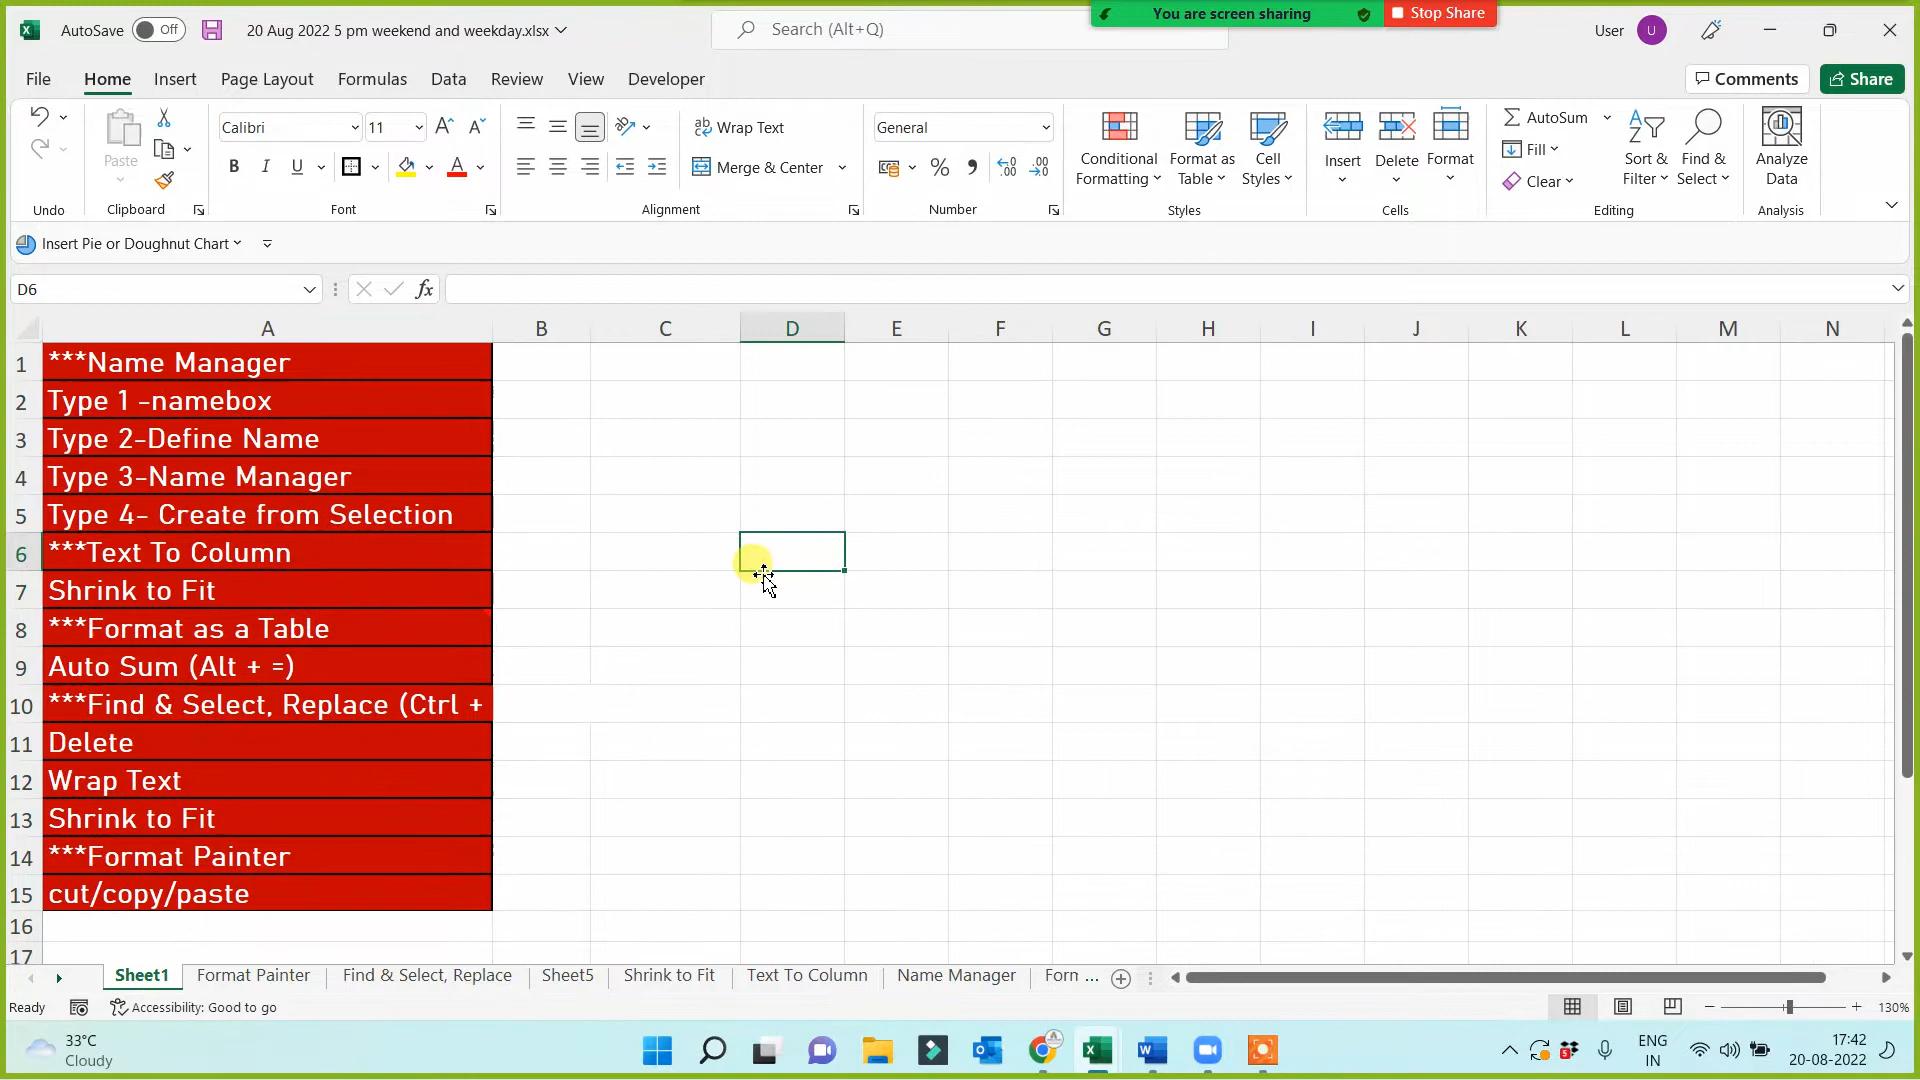 You are screen sharing Stop Share
AutoSave Off 20 Aug 2022 5 pm weekend and weekday.xlsx Search (Alt+Q) User U
File Home Insert Page Layout Formulas Data Review View Developer Comments Share
Paste Calibri 11 B I U Wrap Text Merge & Center General
Conditional Formatting Format as Table Cell Styles Insert Delete Format
AutoSum Fill Clear Sort & Filter Find & Select Analyze Data
Undo Clipboard Font Alignment Number Styles Cells Editing Analysis
Insert Pie or Doughnut Chart
D6 fx
A B C D E F G H I J K L M N
1 ***Name Manager
2 Type 1 -namebox
3 Type 2-Define Name
4 Type 3-Name Manager
5 Type 4- Create from Selection
6 ***Text To Column
7 Shrink to Fit
8 ***Format as a Table
9 Auto Sum (Alt + =)
10 ***Find & Select, Replace (Ctrl +
11 Delete
12 Wrap Text
13 Shrink to Fit
14 ***Format Painter
15 cut/copy/paste
16
17
Sheet1 Format Painter Find & Select, Replace Sheet5 Shrink to Fit Text To Column Name Manager Forn ...
Ready Accessibility: Good to go 130%
33°C
Cloudy
ENG
IN
17:42
20-08-2022